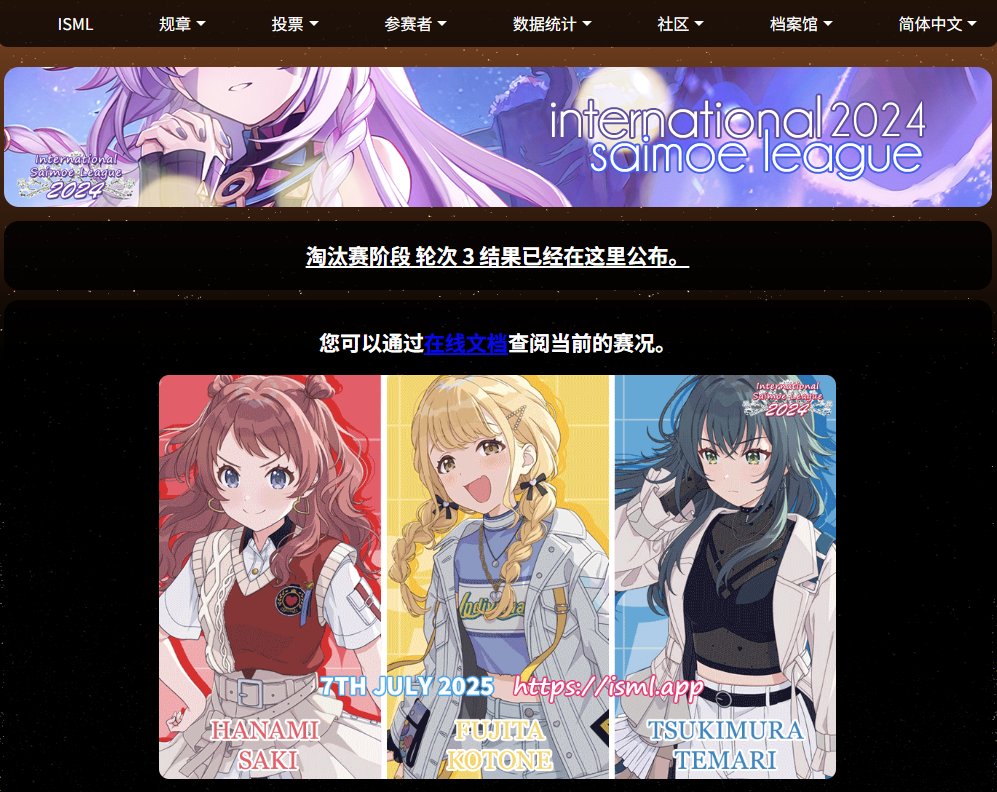 ISML 规章 投票 参赛者 数据统计 社区 档案馆 简体中文
international 2024
saimoe league
International
Saimoe League
2024
淘汰赛阶段 轮次 3 结果已经在这里公布。
您可以通过在线文档查阅当前的赛况。
International
Saimoe League
2024
7TH JULY 2025 https://isml.app
HANAMI
SAKI
FUJITA
KOTONE
TSUKIMURA
TEMARI